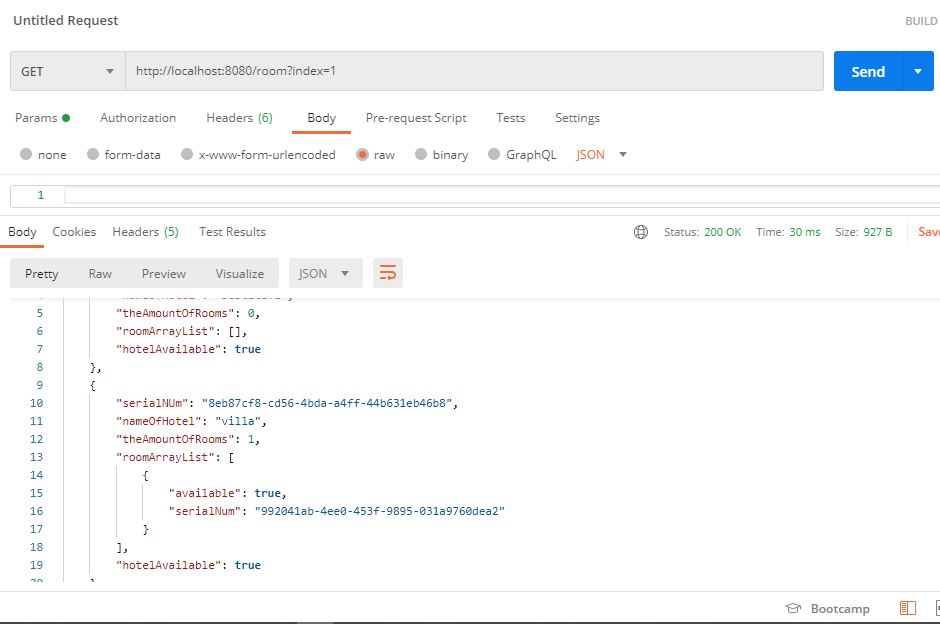 Untitled Request BUILD
GET http://localhost:8080/room?index=1 Send
Params Authorization Headers (6) Body Pre-request Script Tests Settings
none form-data x-www-form-urlencoded raw binary GraphQL JSON
1
Body Cookies Headers (5) Test Results Status: 200 OK Time: 30 ms Size: 927 B Save
Pretty Raw Preview Visualize JSON
5 "theAmountOfRooms": 0,
6 "roomArrayList": [],
7 "hotelAvailable": true
8 },
9 {
10 "serialNUm": "8eb87cf8-cd56-4bda-a4ff-44b631eb46b8",
11 "nameOfHotel": "villa",
12 "theAmountOfRooms": 1,
13 "roomArrayList": [
14 {
15 "available": true,
16 "serialNum": "992041ab-4ee0-453f-9895-031a9760dea2"
17 }
18 ],
19 "hotelAvailable": true
Bootcamp